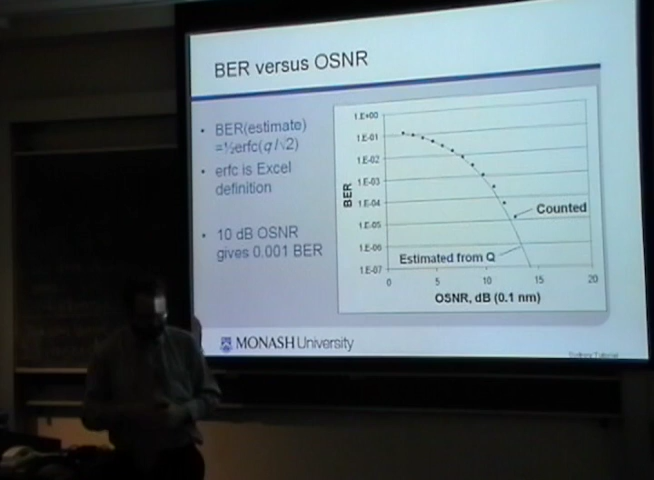 BER versus OSNR
• BER(estimate)
=½erfc(q/√2)
• erfc is Excel
definition
• 10 dB OSNR
gives 0.001 BER
1.E+00
1.E-01
1.E-02
1.E-03
1.E-04
1.E-05
1.E-06
1.E-07
BER
Counted
Estimated from Q
0 5 10 15 20
OSNR, dB (0.1 nm)
MONASH University